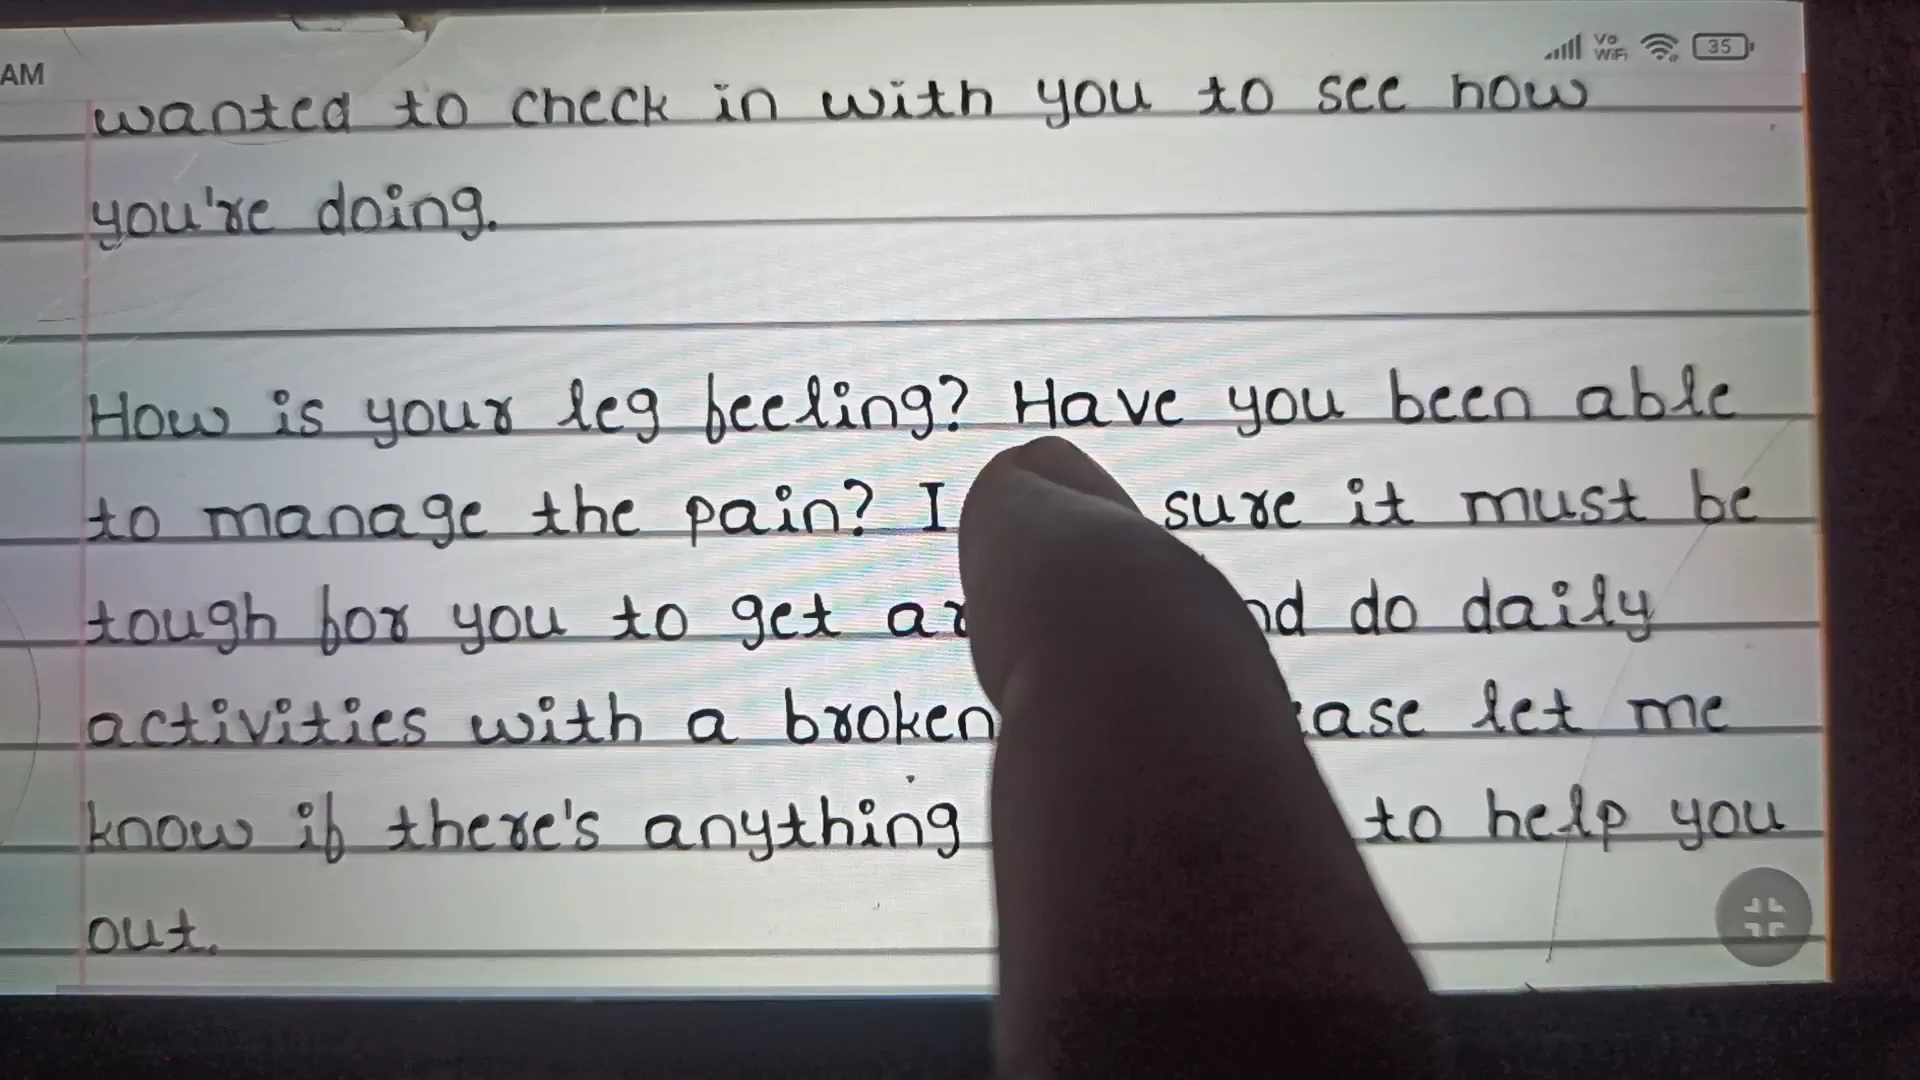 AM
Vo
WiFi
35
wanted to check in with you to see how
you're doing.
How is your leg feeling? Have you been able
to manage the pain? I sure it must be
tough for you to get do daily
activities with a broken let me
know if there's anything to help you
out.